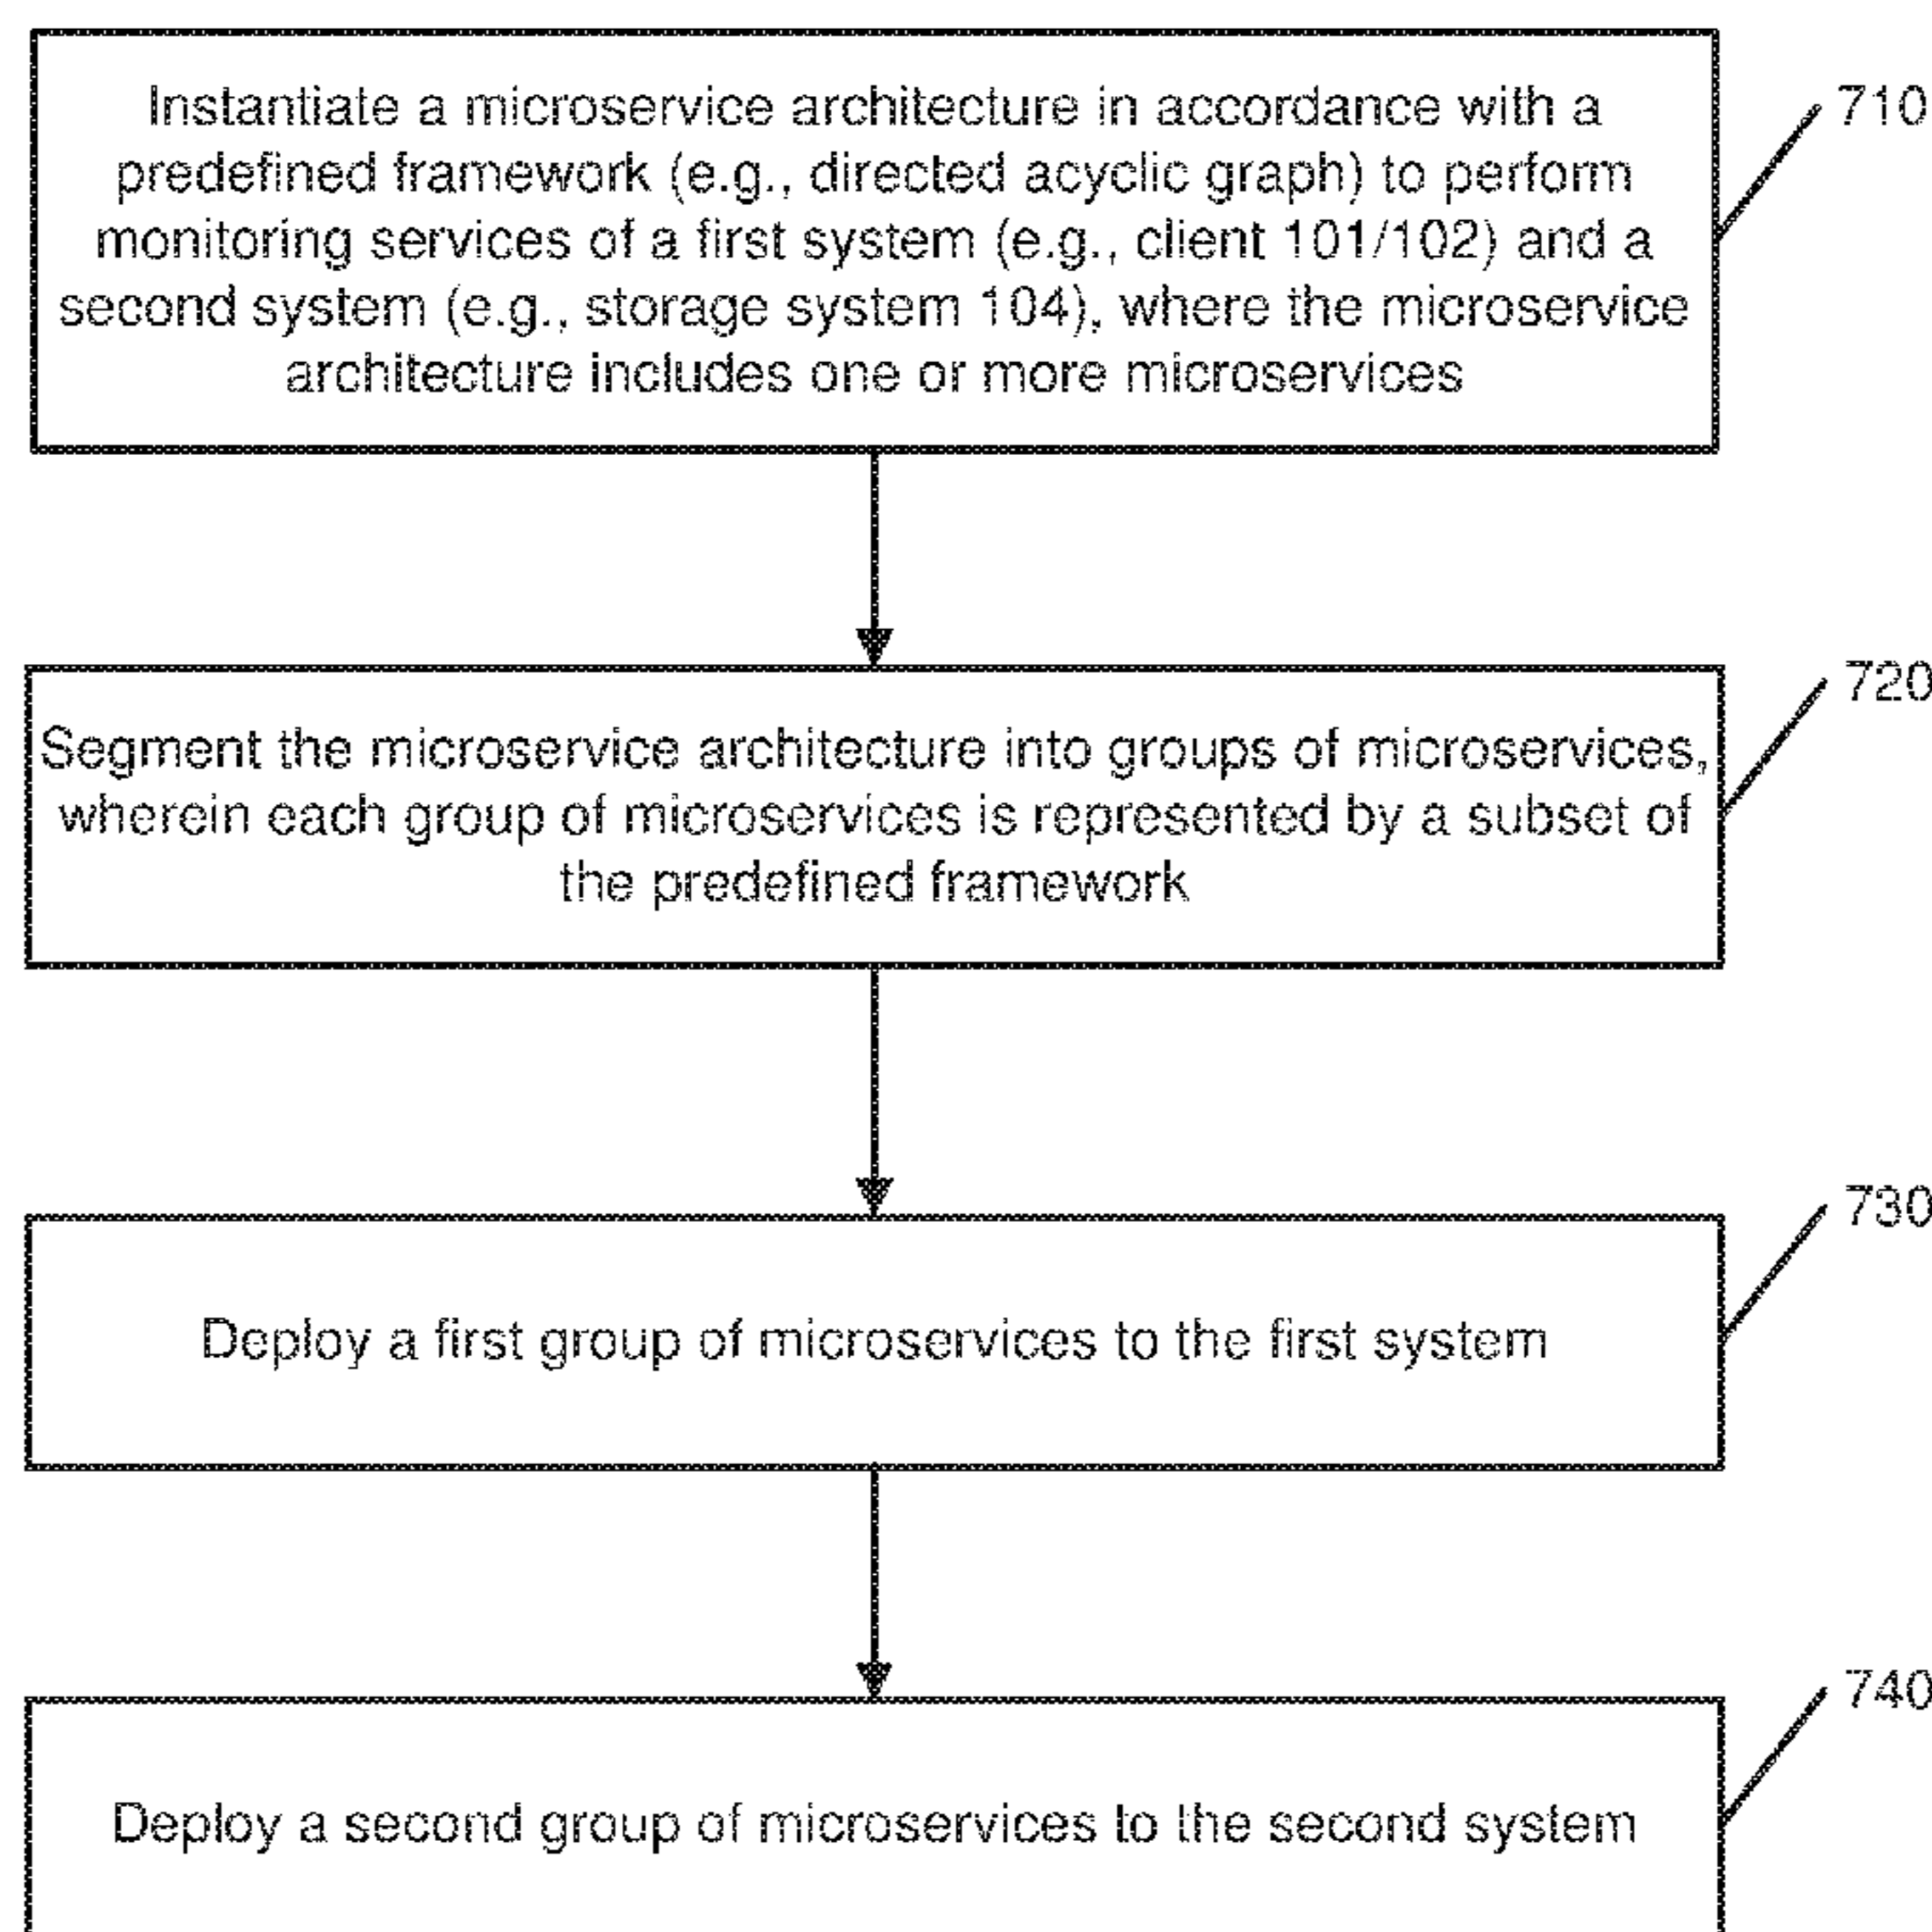 Instantiate a microservice architecture in accordance with a
predefined framework (e.g., directed acyclic graph) to perform
monitoring services of a first system (e.g., client 101/102) and a
second system (e.g., storage system 104), where the microservice
architecture includes one or more microservices
710
Segment the microservice architecture into groups of microservices,
wherein each group of microservices is represented by a subset of
the predefined framework
720
Deploy a first group of microservices to the first system
730
Deploy a second group of microservices to the second system
740